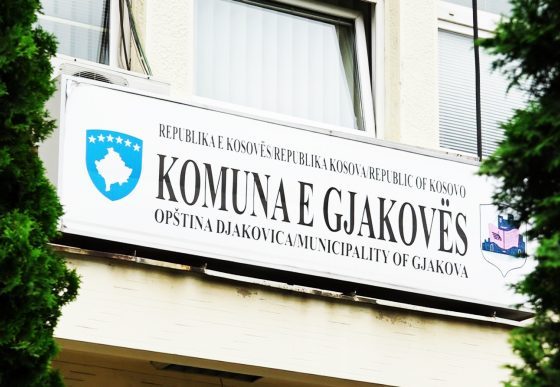 REPUBLIKA E KOSOVËS/REPUBLIKA KOSOVA/REPUBLIC OF KOSOVO
KOMUNA E GJAKOVËS
OPŠTINA DJAKOVICA/MUNICIPALITY OF GJAKOVA